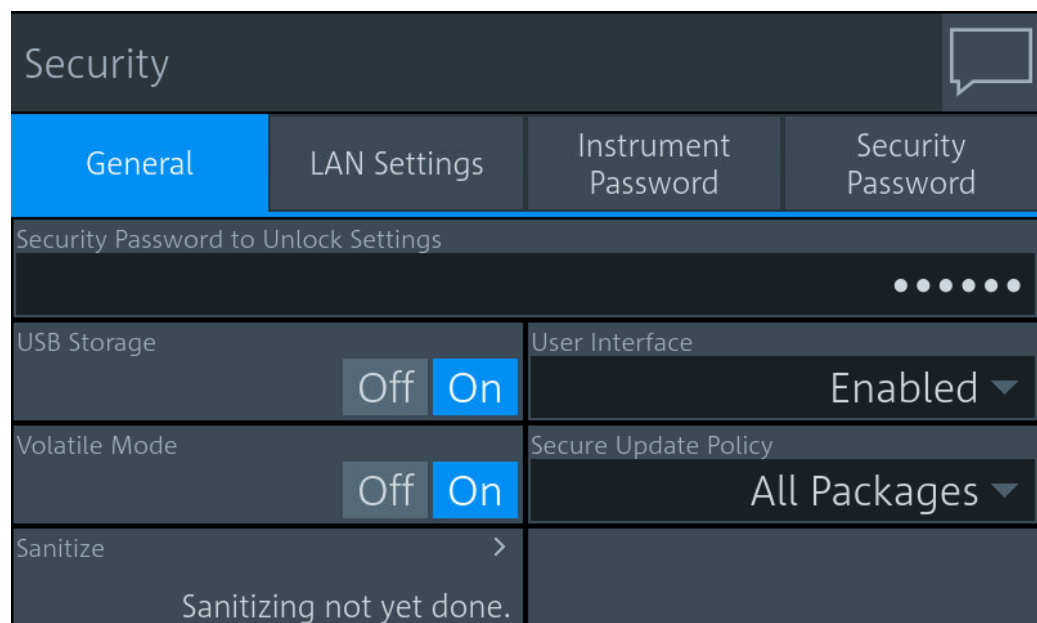 Security
General
LAN Settings
Instrument
Password
Security
Password
Security Password to Unlock Settings
••••••
USB Storage
Off On
User Interface
Enabled
Volatile Mode
Off On
Secure Update Policy
All Packages
Sanitize
Sanitizing not yet done.